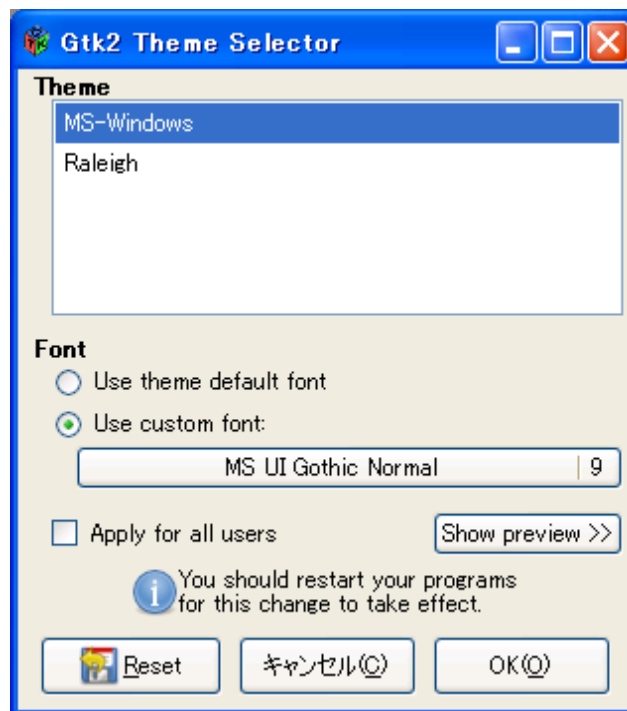 Gtk2 Theme Selector
Theme
MS-Windows
Raleigh
Font
Use theme default font
Use custom font:
MS UI Gothic Normal 9
Apply for all users
Show preview >>
You should restart your programs
for this change to take effect.
Reset キャンセル(C) OK(O)